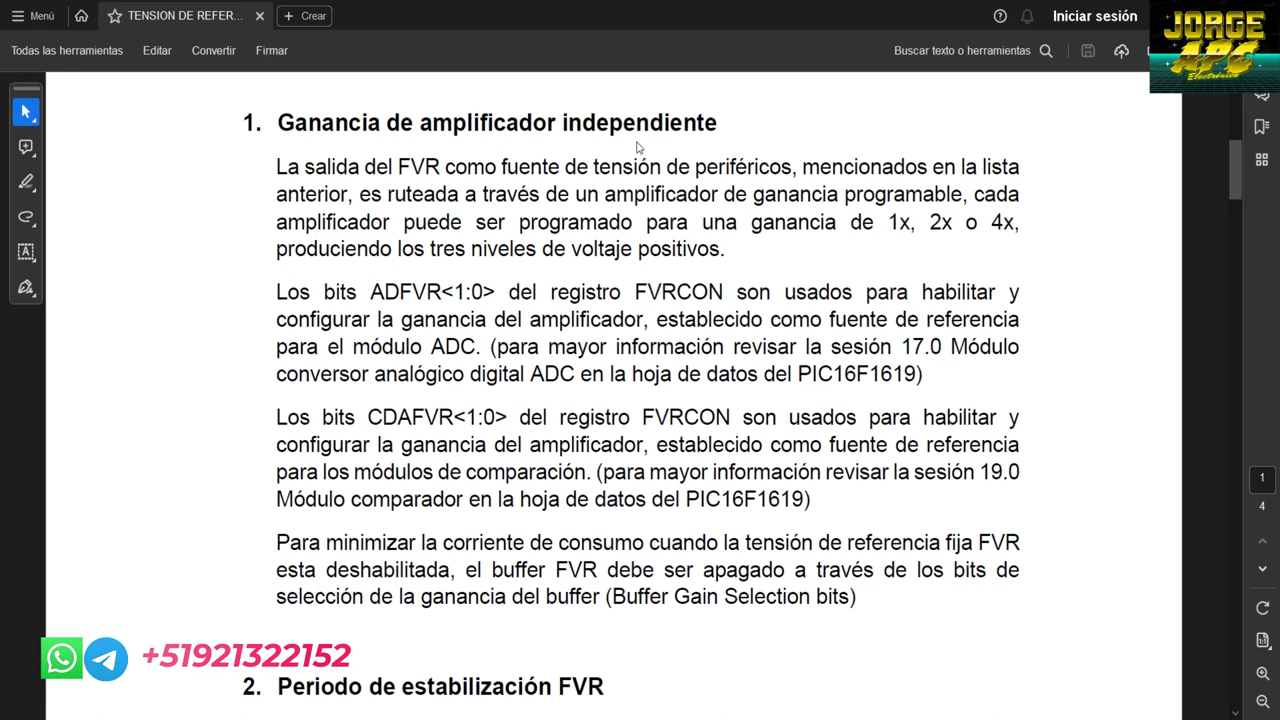 Menú
TENSION DE REFER...
Crear
Iniciar sesión
JORGE
APC
Electrónica
Todas las herramientas
Editar
Convertir
Firmar
Buscar texto o herramientas
1. Ganancia de amplificador independiente
La salida del FVR como fuente de tensión de periféricos, mencionados en la lista
anterior, es ruteada a través de un amplificador de ganancia programable, cada
amplificador puede ser programado para una ganancia de 1x, 2x o 4x,
produciendo los tres niveles de voltaje positivos.
Los bits ADFVR<1:0> del registro FVRCON son usados para habilitar y
configurar la ganancia del amplificador, establecido como fuente de referencia
para el módulo ADC. (para mayor información revisar la sesión 17.0 Módulo
conversor analógico digital ADC en la hoja de datos del PIC16F1619)
Los bits CDAFVR<1:0> del registro FVRCON son usados para habilitar y
configurar la ganancia del amplificador, establecido como fuente de referencia
para los módulos de comparación. (para mayor información revisar la sesión 19.0
Módulo comparador en la hoja de datos del PIC16F1619)
Para minimizar la corriente de consumo cuando la tensión de referencia fija FVR
esta deshabilitada, el buffer FVR debe ser apagado a través de los bits de
selección de la ganancia del buffer (Buffer Gain Selection bits)
2. Periodo de estabilización FVR
1
4
+51921322152